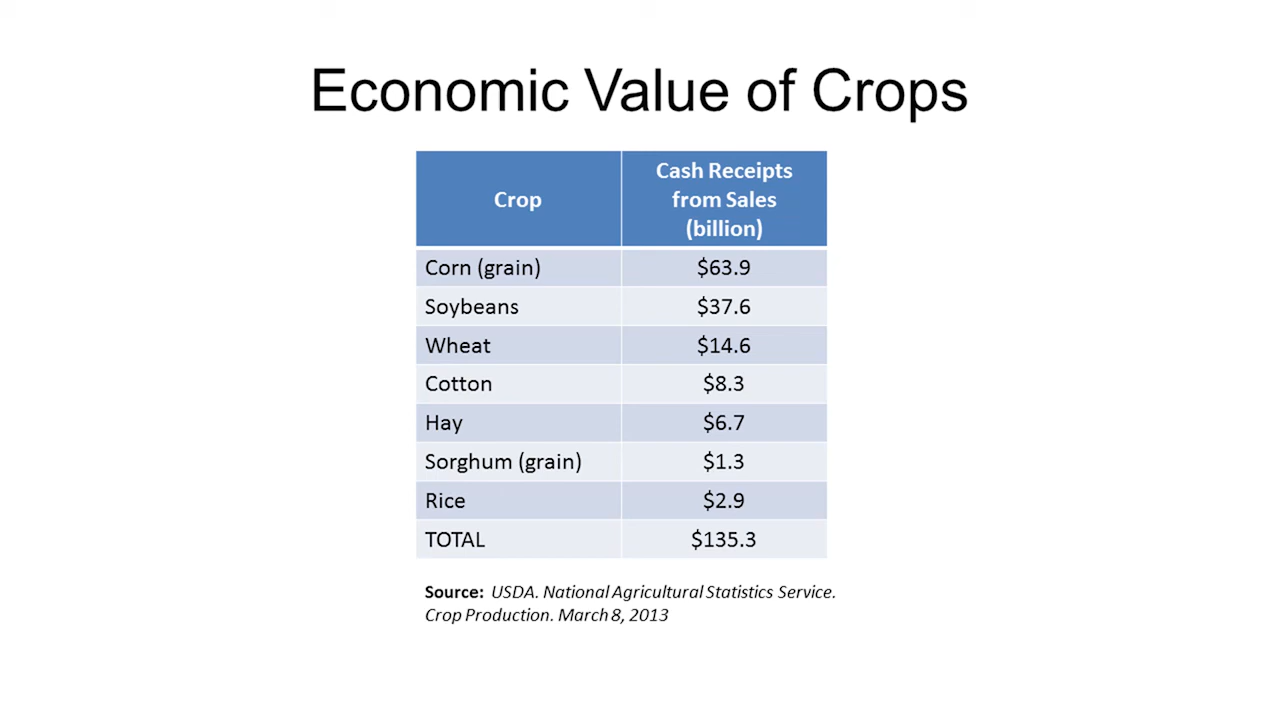 Economic Value of Crops
Crop
Cash Receipts
from Sales
(billion)
Corn (grain) $63.9
Soybeans $37.6
Wheat $14.6
Cotton $8.3
Hay $6.7
Sorghum (grain) $1.3
Rice $2.9
TOTAL $135.3
Source: USDA. National Agricultural Statistics Service.
Crop Production. March 8, 2013